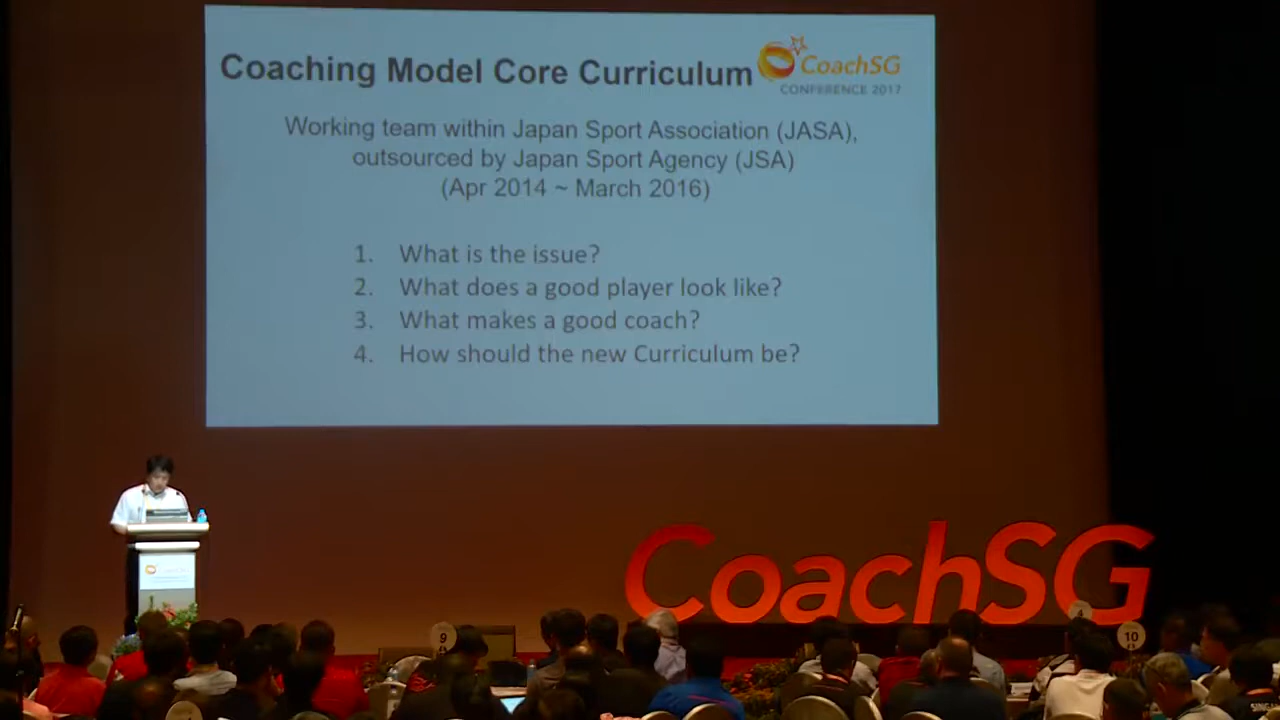 Coaching Model Core Curriculum
CoachSG
CONFERENCE 2017
Working team within Japan Sport Association (JASA),
outsourced by Japan Sport Agency (JSA)
(Apr 2014 ~ March 2016)
1. What is the issue?
2. What does a good player look like?
3. What makes a good coach?
4. How should the new Curriculum be?
CoachSG
CoachSG
9
4
10